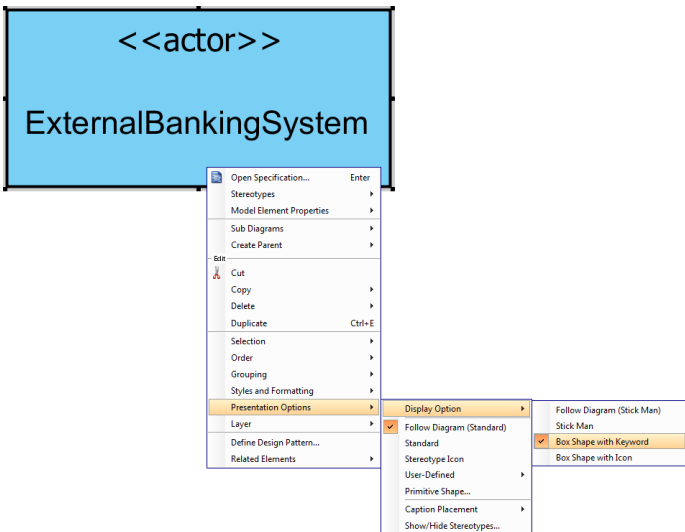 <<actor>>
ExternalBankingSystem
Open Specification... Enter
Stereotypes
Model Element Properties
Sub Diagrams
Create Parent
Edit
Cut
Copy
Delete
Duplicate Ctrl+E
Selection
Order
Grouping
Styles and Formatting
Presentation Options
Layer
Define Design Pattern...
Related Elements
Display Option
Follow Diagram (Standard)
Standard
Stereotype Icon
User-Defined
Primitive Shape...
Caption Placement
Show/Hide Stereotypes...
Follow Diagram (Stick Man)
Stick Man
Box Shape with Keyword
Box Shape with Icon